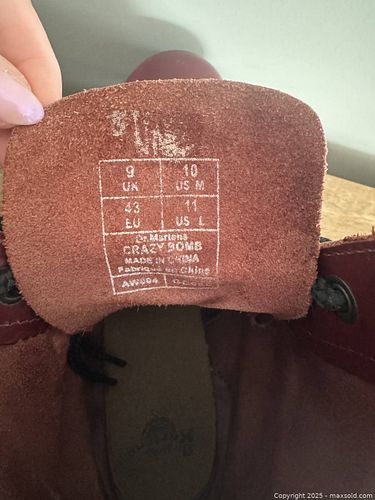 9 10
UK US M
43 11
EU US L
Dr. Martens
CRAZY BOMB
MADE IN CHINA
Fabriqué en Chine
AW004
Copyright 2025 - maxsold.com